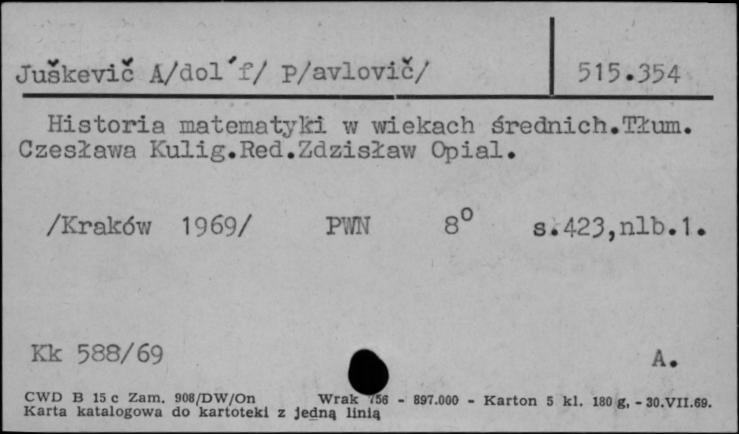 Juškevič A/dol´f/ P/avlovič/ 515.354
Historia matematyki w wiekach średnich.Tłum.
Czesława Kulig.Red.Zdzisław Opial.
/Kraków 1969/ PWN 8° s.423,nlb.1.
Kk 588/69 A.
CWD B 15 c Zam. 908/DW/On Wrak 756 - 897.000 - Karton 5 kl. 180 g, - 30.VII.69.
Karta katalogowa do kartoteki z jedną linią